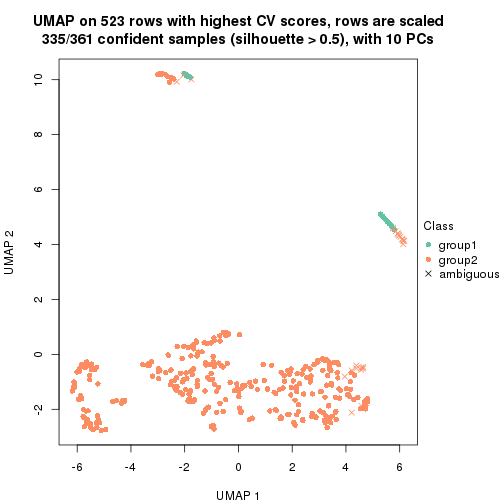 UMAP on 523 rows with highest CV scores, rows are scaled
335/361 confident samples (silhouette > 0.5), with 10 PCs
10
8
6
4
2
0
-2
UMAP 2
-6
-4
-2
0
2
4
6
UMAP 1
Class
group1
group2
ambiguous